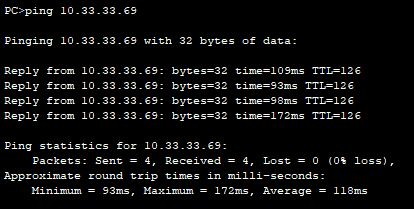 PC>ping 10.33.33.69
Pinging 10.33.33.69 with 32 bytes of data:
Reply from 10.33.33.69: bytes=32 time=109ms TTL=126
Reply from 10.33.33.69: bytes=32 time=93ms TTL=126
Reply from 10.33.33.69: bytes=32 time=98ms TTL=126
Reply from 10.33.33.69: bytes=32 time=172ms TTL=126
Ping statistics for 10.33.33.69:
Packets: Sent = 4, Received = 4, Lost = 0 (0% loss),
Approximate round trip times in milli-seconds:
Minimum = 93ms, Maximum = 172ms, Average = 118ms